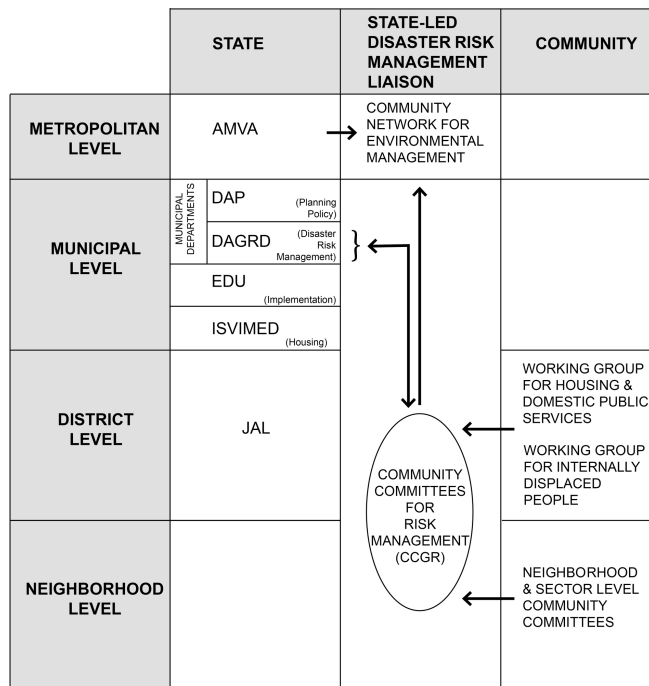 STATE
STATE-LED
DISASTER RISK
MANAGEMENT
LIAISON
COMMUNITY
METROPOLITAN
LEVEL
AMVA
COMMUNITY
NETWORK FOR
ENVIRONMENTAL
MANAGEMENT
MUNICIPAL
LEVEL
MUNICIPAL
DEPARTMENTS
DAP
(Planning
Policy)
DAGRD
(Disaster
Risk
Management)
}
EDU
(Implementation)
ISVIMED
(Housing)
DISTRICT
LEVEL
JAL
WORKING GROUP
FOR HOUSING &
DOMESTIC PUBLIC
SERVICES
WORKING GROUP
FOR INTERNALLY
DISPLACED
PEOPLE
COMMUNITY
COMMITTEES
FOR
RISK
MANAGEMENT
(CCGR)
NEIGHBORHOOD
LEVEL
NEIGHBORHOOD
& SECTOR LEVEL
COMMUNITY
COMMITTEES